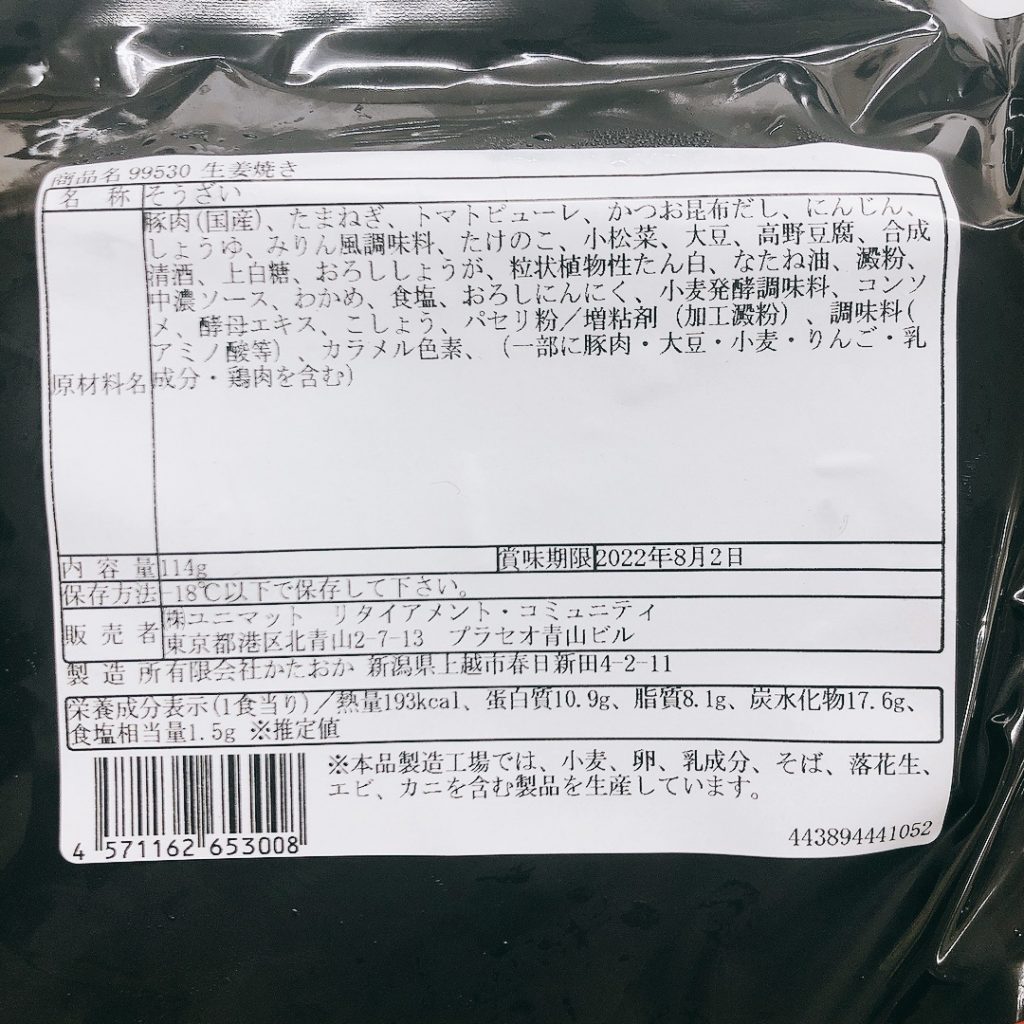 商品名 99530 生姜焼き
名 称 そうざい
豚肉(国産)、たまねぎ、トマトピューレ、かつお昆布だし、にんじん、
しょうゆ、みりん風調味料、たけのこ、小松菜、大豆、高野豆腐、合成
清酒、上白糖、おろししょうが、粒状植物性たん白、なたね油、澱粉、
中濃ソース、わかめ、食塩、おろしにんにく、小麦発酵調味料、コンソ
メ、酵母エキス、こしょう、パセリ粉／増粘剤(加工澱粉)、調味料(
アミノ酸等)、カラメル色素、(一部に豚肉・大豆・小麦・りんご・乳
原材料名 成分・鶏肉を含む)
内 容 量 114g 賞味期限 2022年8月2日
保存方法 -18℃以下で保存して下さい。
販 売 者 ㈱ユニマット リタイアメント・コミュニティ
東京都港区北青山2-7-13 プラセオ青山ビル
製 造 所 有限会社かたおか 新潟県上越市春日新田4-2-11
栄養成分表示(1食当り)／熱量193kcal、蛋白質10.9g、脂質8.1g、炭水化物17.6g、
食塩相当量1.5g ※推定値
※本品製造工場では、小麦、卵、乳成分、そば、落花生、
エビ、カニを含む製品を生産しています。
4 571162 653008
443894441052